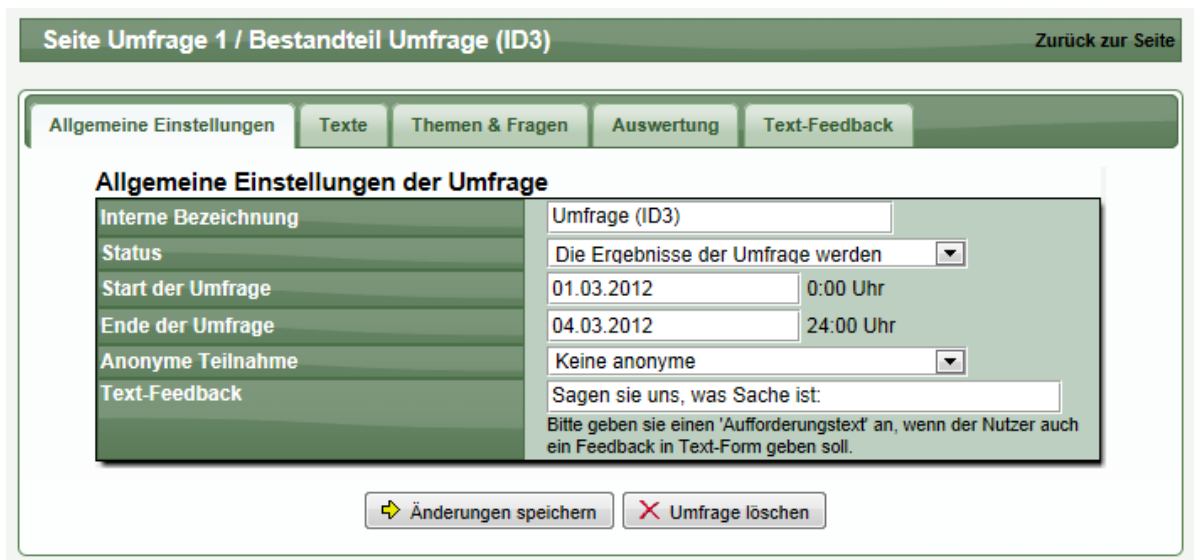 Seite Umfrage 1 / Bestandteil Umfrage (ID3) Zurück zur Seite
Allgemeine Einstellungen Texte Themen & Fragen Auswertung Text-Feedback
Allgemeine Einstellungen der Umfrage
Interne Bezeichnung Umfrage (ID3)
Status Die Ergebnisse der Umfrage werden
Start der Umfrage 01.03.2012 0:00 Uhr
Ende der Umfrage 04.03.2012 24:00 Uhr
Anonyme Teilnahme Keine anonyme
Text-Feedback Sagen sie uns, was Sache ist:
Bitte geben sie einen 'Aufforderungstext' an, wenn der Nutzer auch
ein Feedback in Text-Form geben soll.
Änderungen speichern Umfrage löschen